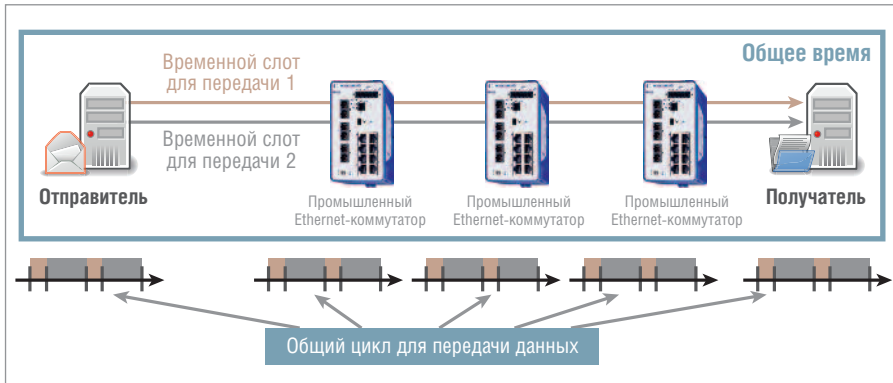 Общее время
Временной слот
для передачи 1
Временной слот
для передачи 2
Отправитель
Промышленный
Ethernet-коммутатор
Промышленный
Ethernet-коммутатор
Промышленный
Ethernet-коммутатор
Получатель
Общий цикл для передачи данных